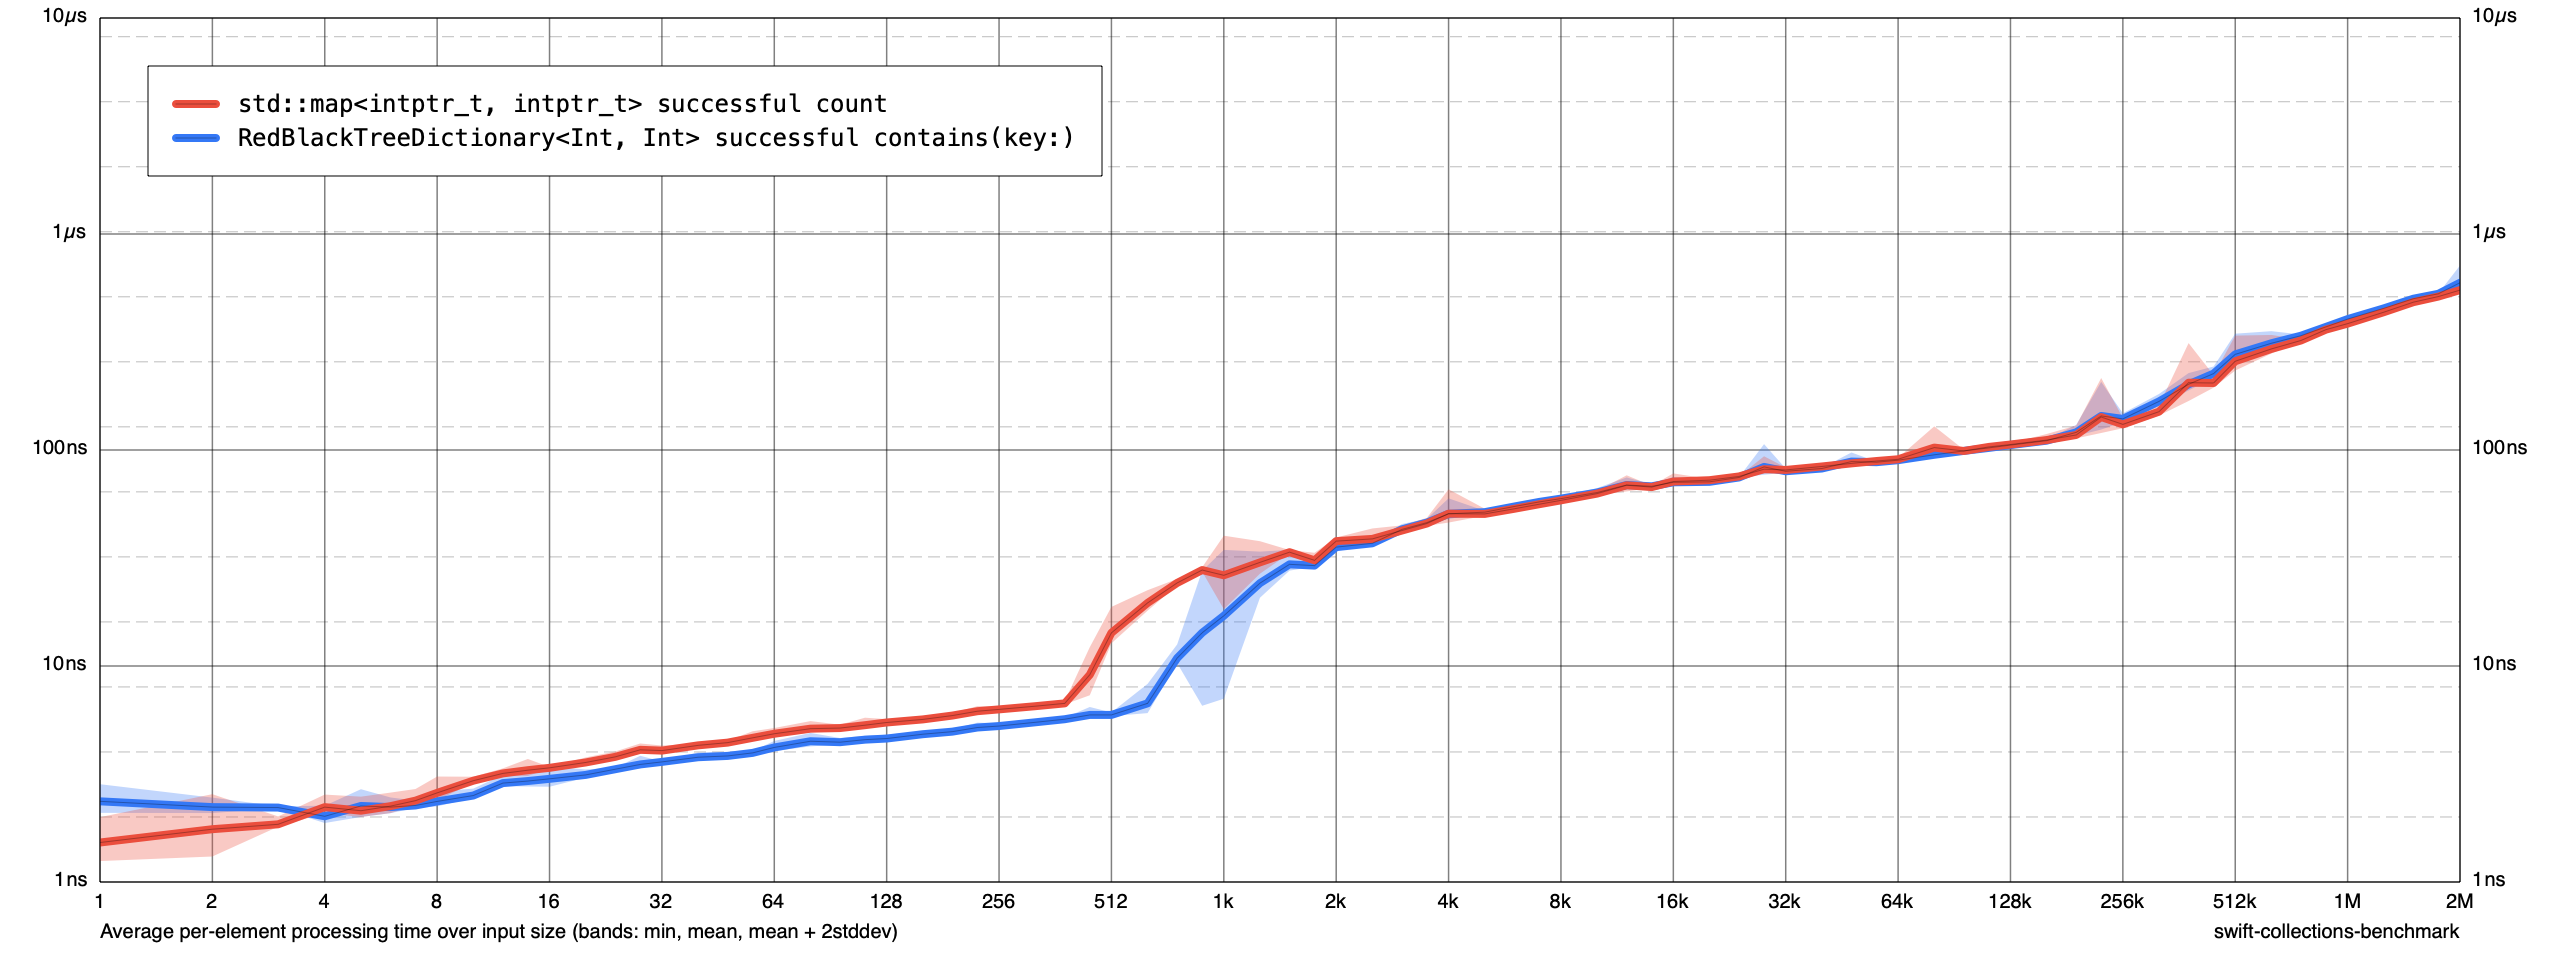 10µs 10µs
std::map<intptr_t, intptr_t> successful count
RedBlackTreeDictionary<Int, Int> successful contains(key:)
1µs 1µs
100ns 100ns
10ns 10ns
1ns 1ns
1 2 4 8 16 32 64 128 256 512 1k 2k 4k 8k 16k 32k 64k 128k 256k 512k 1M 2M
Average per-element processing time over input size (bands: min, mean, mean + 2stddev) swift-collections-benchmark